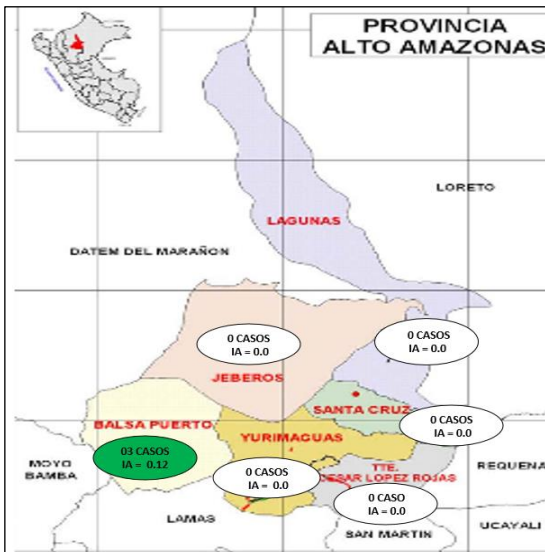 PROVINCIA
ALTO AMAZONAS
LORETO
LAGUNAS
DATEM DEL MARAÑON
0 CASOS
IA = 0.0
0 CASOS
IA = 0.0
JEBEROS
SANTA CRUZ
BALSA PUERTO
0 CASOS
IA = 0.0
YURIMAGUAS
03 CASOS
IA = 0.12
MOYO
BAMBA
0 CASOS
IA = 0.0
TTE.
CESAR LOPEZ ROJAS
REQUENA
0 CASO
IA = 0.0
LAMAS
SAN MARTIN
UCAYALI